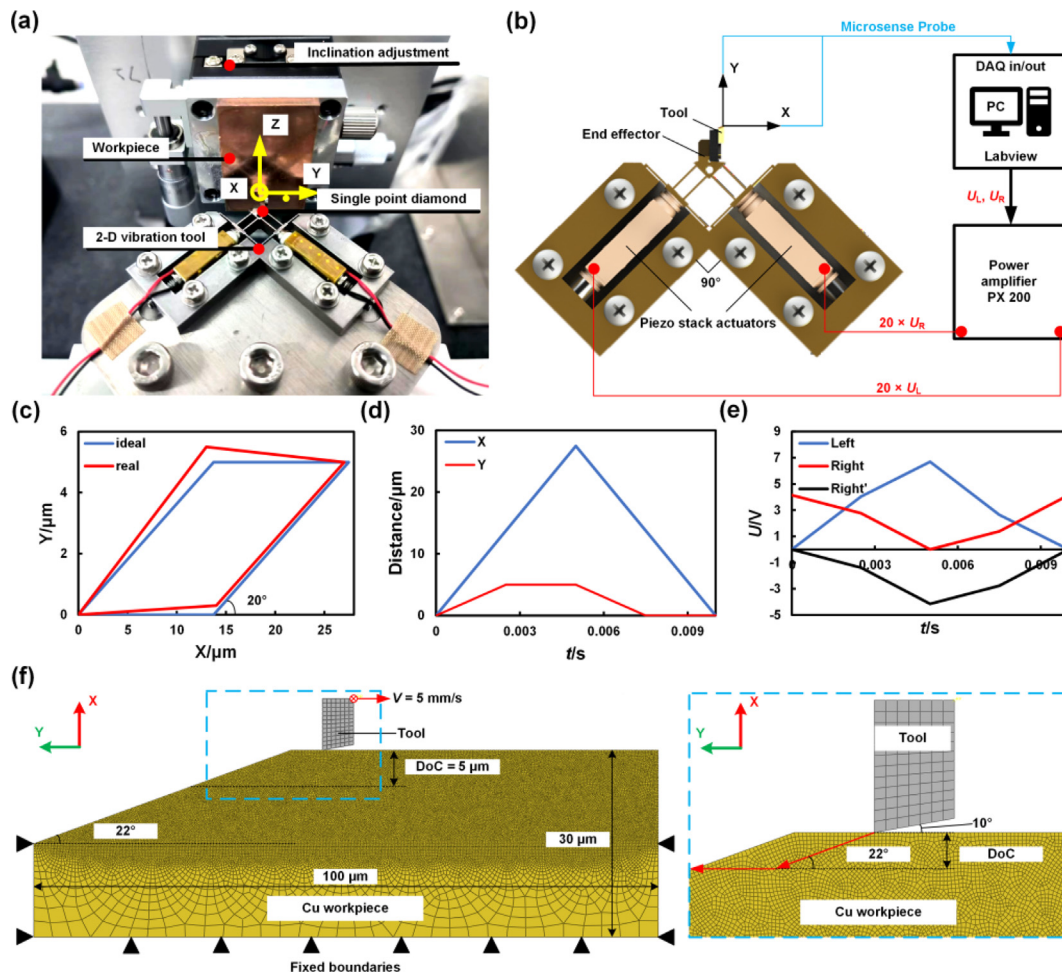 (a)
Inclination adjustment
Workpiece
Z
X
Y
Single point diamond
2-D vibration tool
(b)
Microsense Probe
Y
X
Tool
End effector
DAQ in/out
PC
Labview
U_L, U_R
Power
amplifier
PX 200
90°
Piezo stack actuators
20 × U_R
20 × U_L
(c)
6
4
2
0
Y/μm
ideal
real
20°
0 5 10 15 20 25
X/μm
(d)
30
20
10
0
Distance/μm
X
Y
0 0.003 0.006 0.009
t/s
(e)
9
7
5
3
1
-1
-3
-5
U/V
Left
Right
Right'
0 0.003 0.006 0.009
t/s
(f)
X
Y
V = 5 mm/s
Tool
DoC = 5 μm
22°
30 μm
100 μm
Cu workpiece
Fixed boundaries
X
Y
Tool
10°
22°
DoC
Cu workpiece